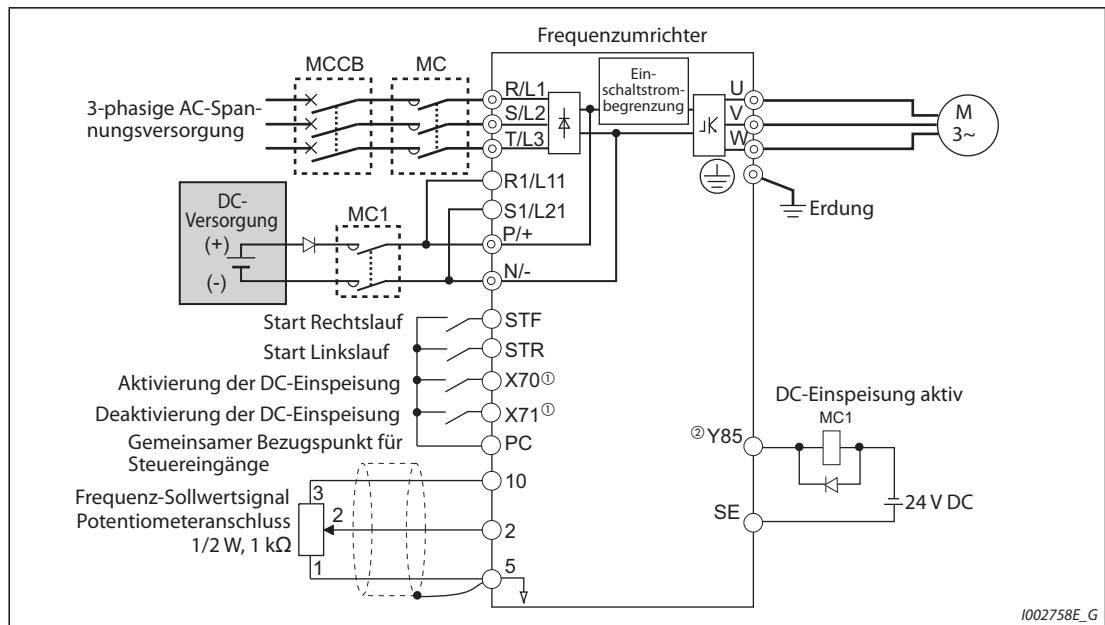 Frequenzumrichter
MCCB
MC
3-phasige AC-Span-
nungsversorgung
R/L1
S/L2
T/L3
Ein-
schaltstrom-
begrenzung
U
V
W
M
3~
Erdung
R1/L11
S1/L21
P/+
N/-
DC-
Versorgung
(+)
(-)
MC1
Start Rechtslauf
STF
Start Linkslauf
STR
Aktivierung der DC-Einspeisung
X70①
Deaktivierung der DC-Einspeisung
X71①
Gemeinsamer Bezugspunkt für
Steuereingänge
PC
DC-Einspeisung aktiv
MC1
②Y85
SE
24 V DC
Frequenz-Sollwertsignal
Potentiometeranschluss
1/2 W, 1 kΩ
3
2
1
10
2
5
I002758E_G